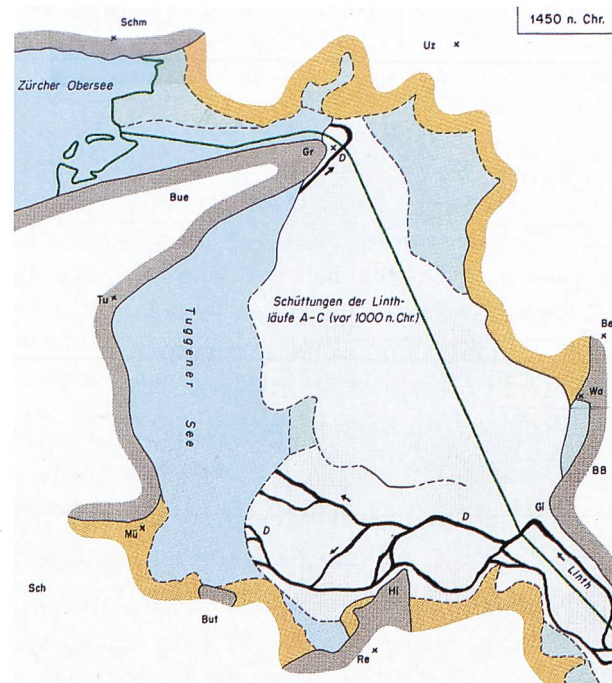 1450 n. Chr.
Schm
Uz
Zürcher Obersee
Gr
D
Bue
Tu
Schüttungen der Linth-
läufe A-C (vor 1000 n.Chr.)
Tuggener See
Be
Wa
BB
Gl
D
D
Mü
Linth
Sch
Hi
But
Re